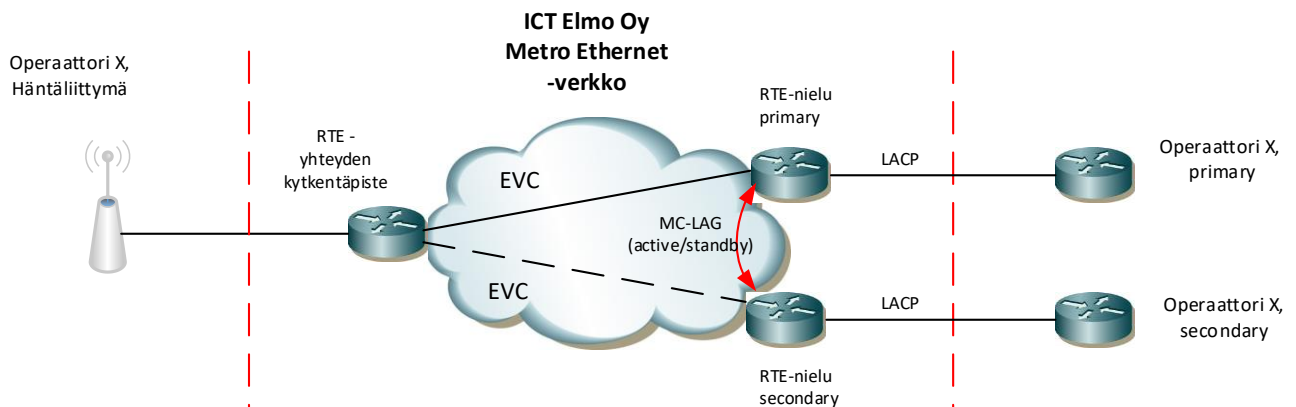 ICT Elmo Oy
Metro Ethernet
-verkko
Operaattori X,
Häntäliittymä
RTE -
yhteyden
kytkentäpiste
EVC
EVC
RTE-nielu
primary
MC-LAG
(active/standby)
RTE-nielu
secondary
LACP
LACP
Operaattori X,
primary
Operaattori X,
secondary